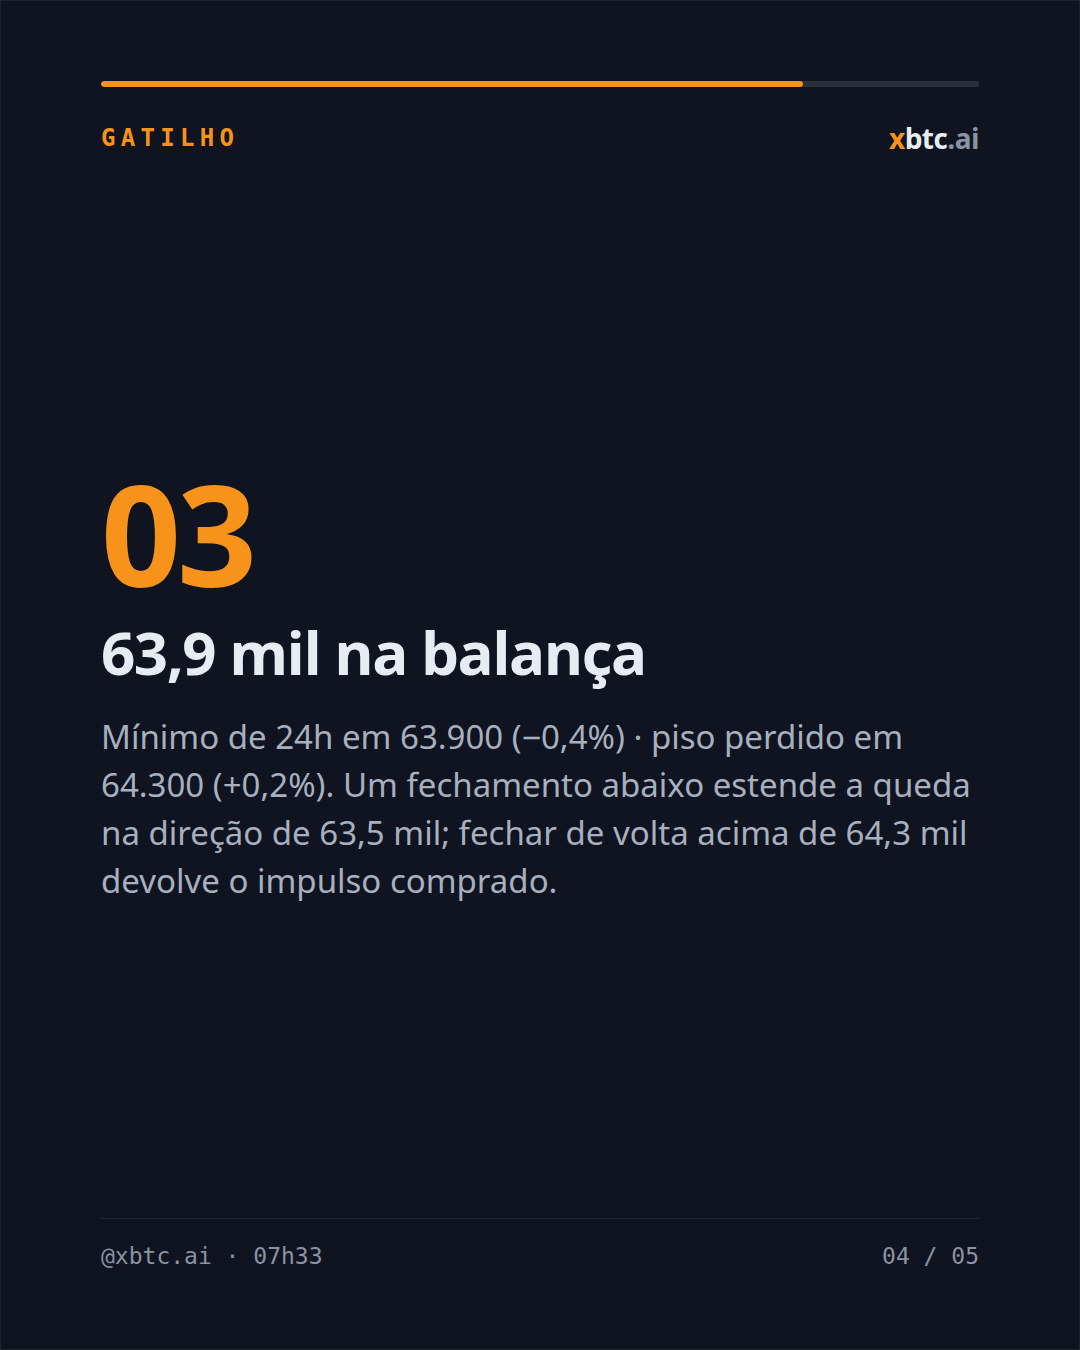 GATILHO
xbtc.ai
03
63,9 mil na balança
Mínimo de 24h em 63.900 (−0,4%) · piso perdido em
64.300 (+0,2%). Um fechamento abaixo estende a queda
na direção de 63,5 mil; fechar de volta acima de 64,3 mil
devolve o impulso comprado.
@xbtc.ai · 07h33
04 / 05